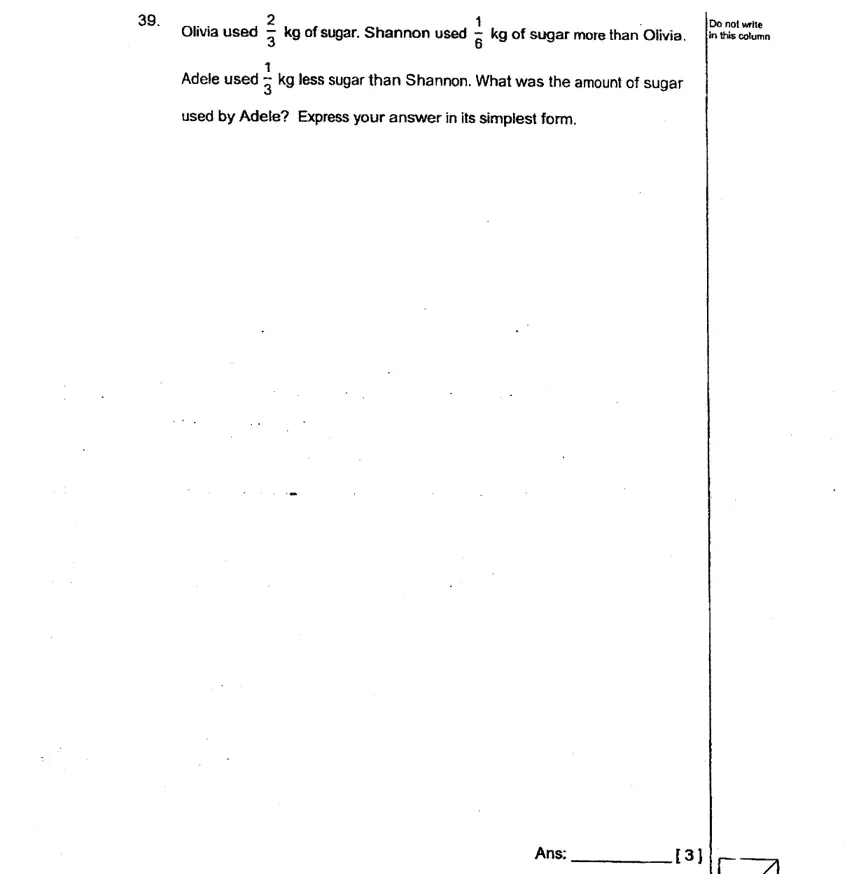 39. Olivia used 2/3 kg of sugar. Shannon used 1/6 kg of sugar more than Olivia.
Adele used 1/3 kg less sugar than Shannon. What was the amount of sugar
used by Adele? Express your answer in its simplest form.
Do not write
in this column
Ans: ____________ [ 3 ]